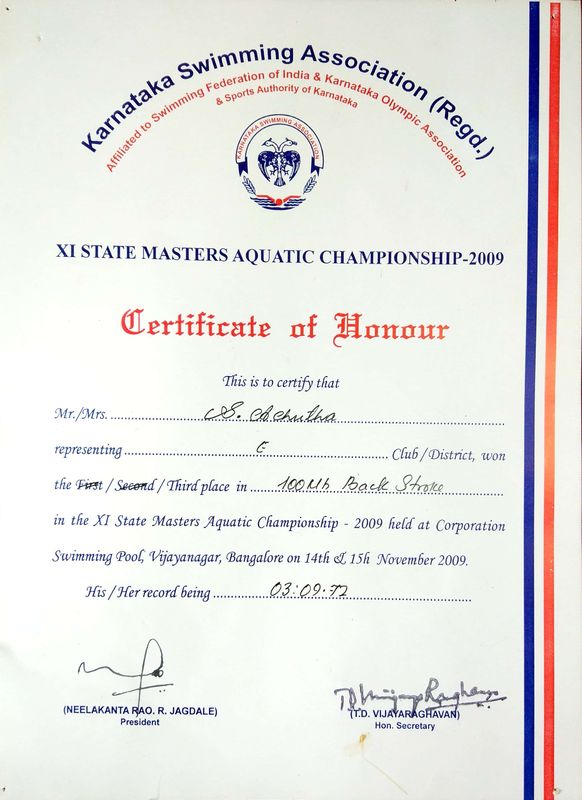 Karnataka Swimming Association (Regd.)
Affiliated to Swimming Federation of India & Karnataka Olympic Association
& Sports Authority of Karnataka
KARNATAKA SWIMMING ASSOCIATION
XI STATE MASTERS AQUATIC CHAMPIONSHIP-2009
Certificate of Honour
This is to certify that
Mr./Mrs. S. Achutha
representing E Club / District, won
the First / Second / Third place in 100 Mts Back Stroke
in the XI State Masters Aquatic Championship - 2009 held at Corporation
Swimming Pool, Vijayanagar, Bangalore on 14th & 15h November 2009.
His / Her record being 03:09.72
(NEELAKANTA RAO. R. JAGDALE)
President
T.D. Vijaya Raghavan
(T.D. VIJAYARAGHAVAN)
Hon. Secretary